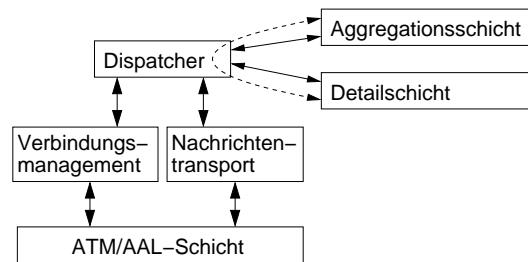 Aggregationsschicht
Dispatcher
Detailschicht
Verbindungs−
management
Nachrichten−
transport
ATM/AAL−Schicht